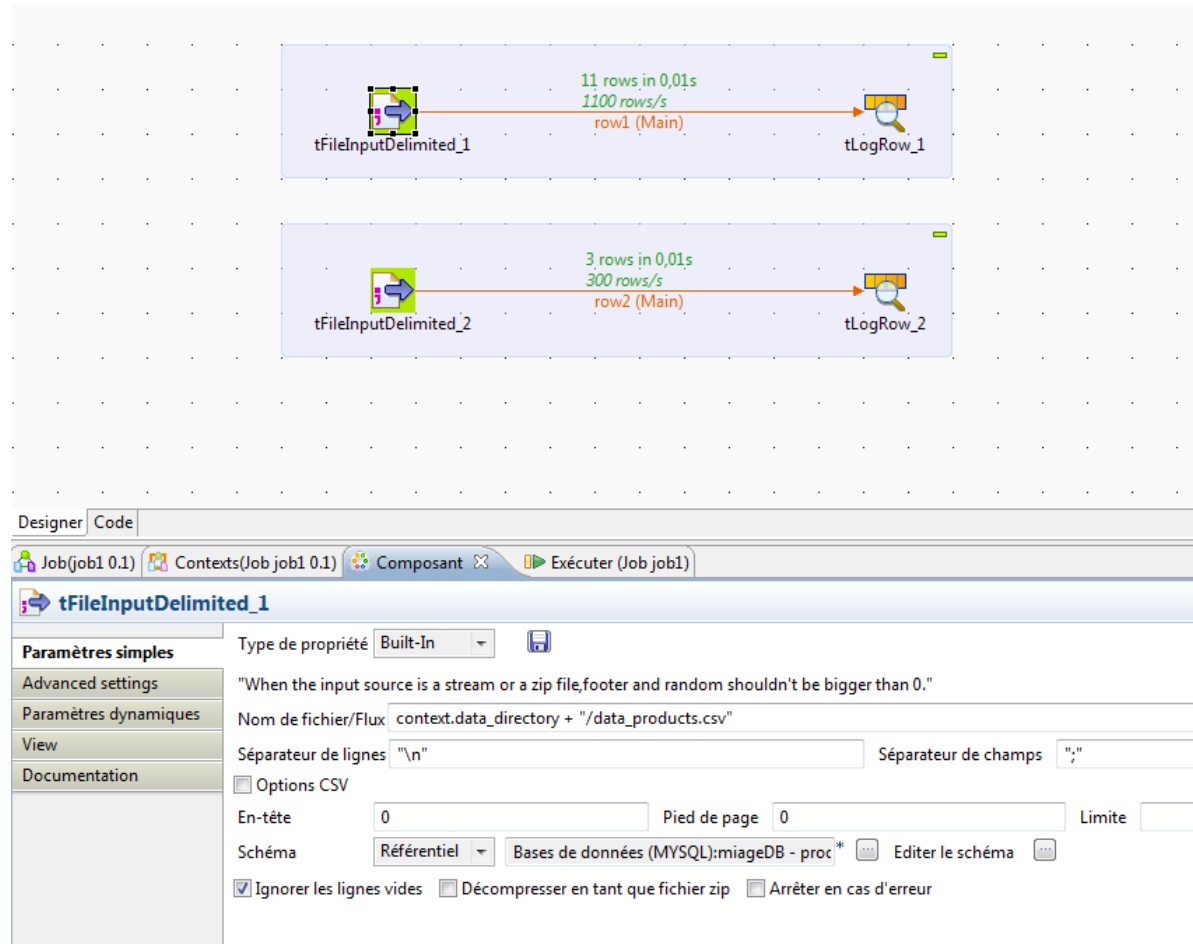 11 rows in 0,01s
1100 rows/s
row1 (Main)
tFileInputDelimited_1
tLogRow_1
3 rows in 0,01s
300 rows/s
row2 (Main)
tFileInputDelimited_2
tLogRow_2
Designer Code
Job(job1 0.1) Contexts(Job job1 0.1) Composant Exécuter (Job job1)
tFileInputDelimited_1
Paramètres simples
Advanced settings
Paramètres dynamiques
View
Documentation
Type de propriété Built-In
"When the input source is a stream or a zip file,footer and random shouldn't be bigger than 0."
Nom de fichier/Flux context.data_directory + "/data_products.csv"
Séparateur de lignes "\n" Séparateur de champs ";"
Options CSV
En-tête 0 Pied de page 0 Limite
Schéma Référentiel Bases de données (MYSQL):miageDB - proc * ... Editer le schéma ...
Ignorer les lignes vides Décompresser en tant que fichier zip Arrêter en cas d'erreur